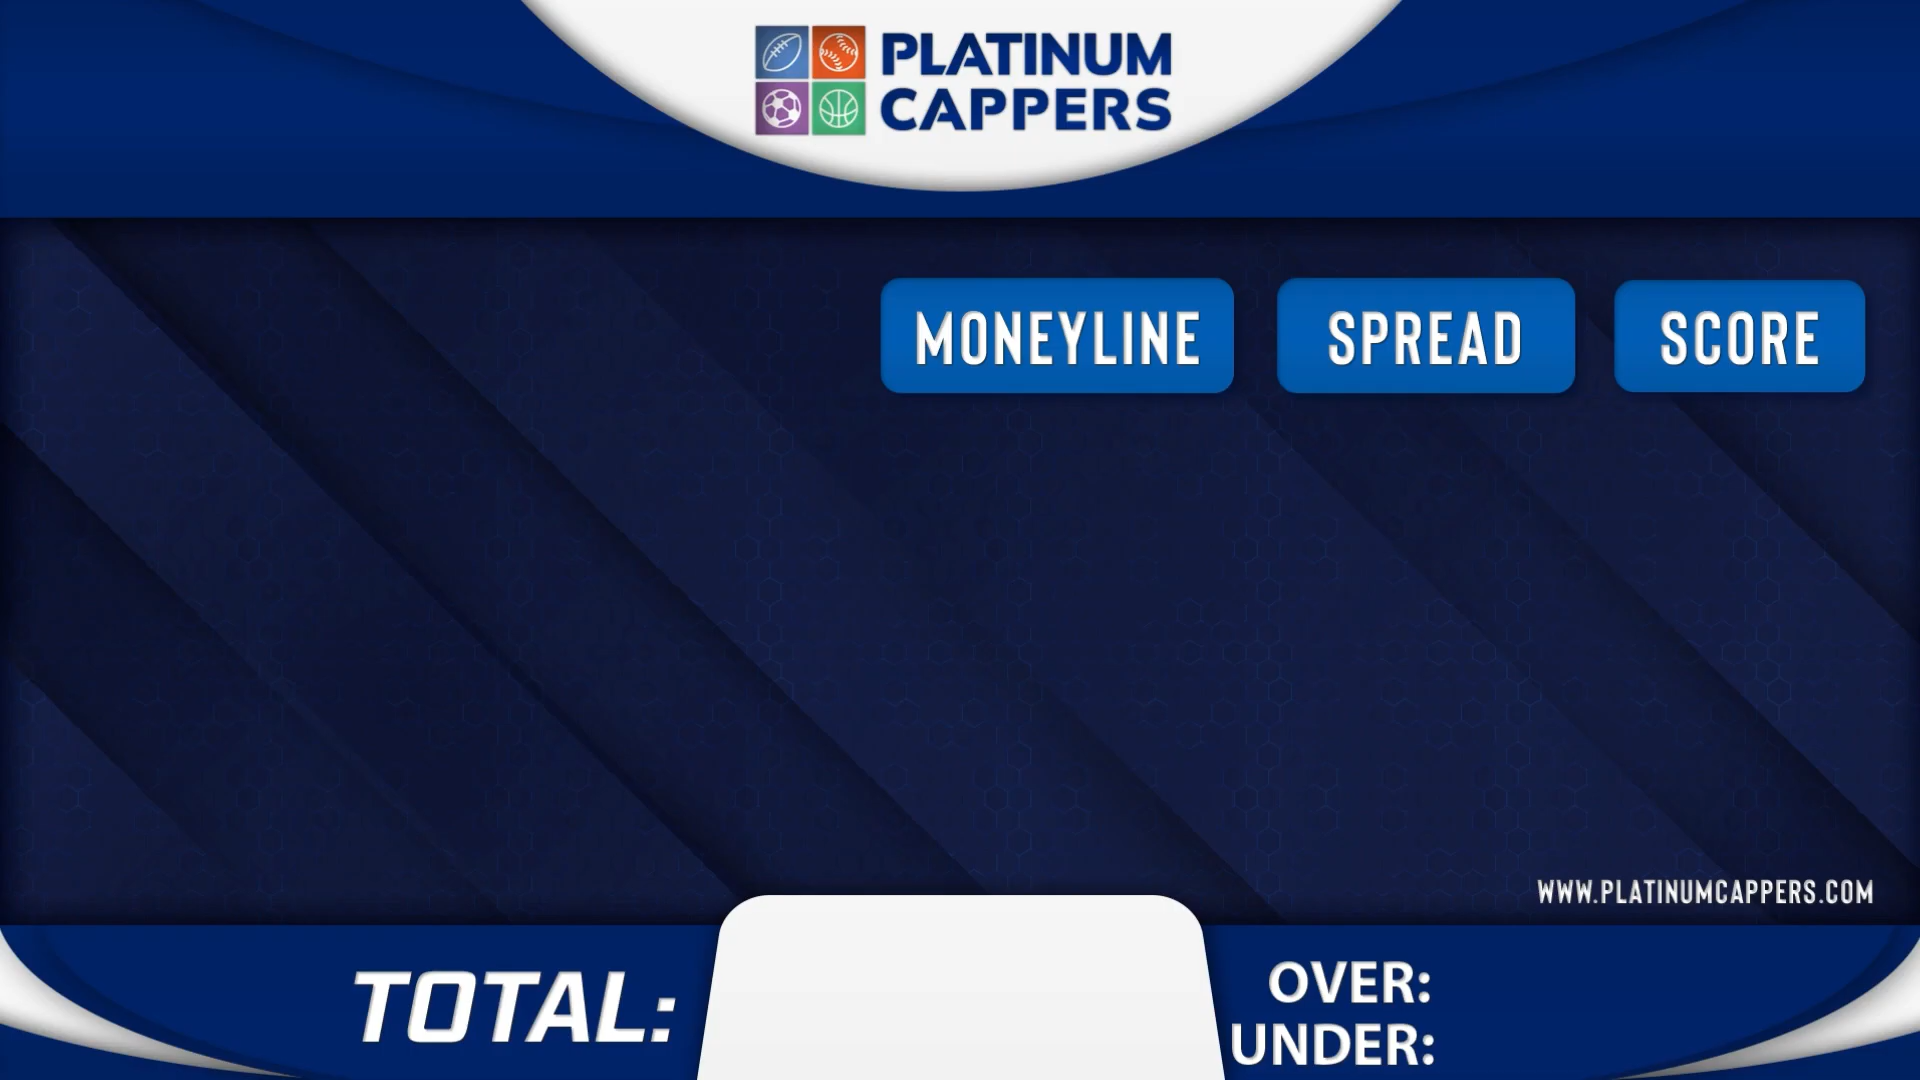 PLATINUM
CAPPERS
MONEYLINE SPREAD SCORE
WWW.PLATINUMCAPPERS.COM
TOTAL:
OVER:
UNDER: